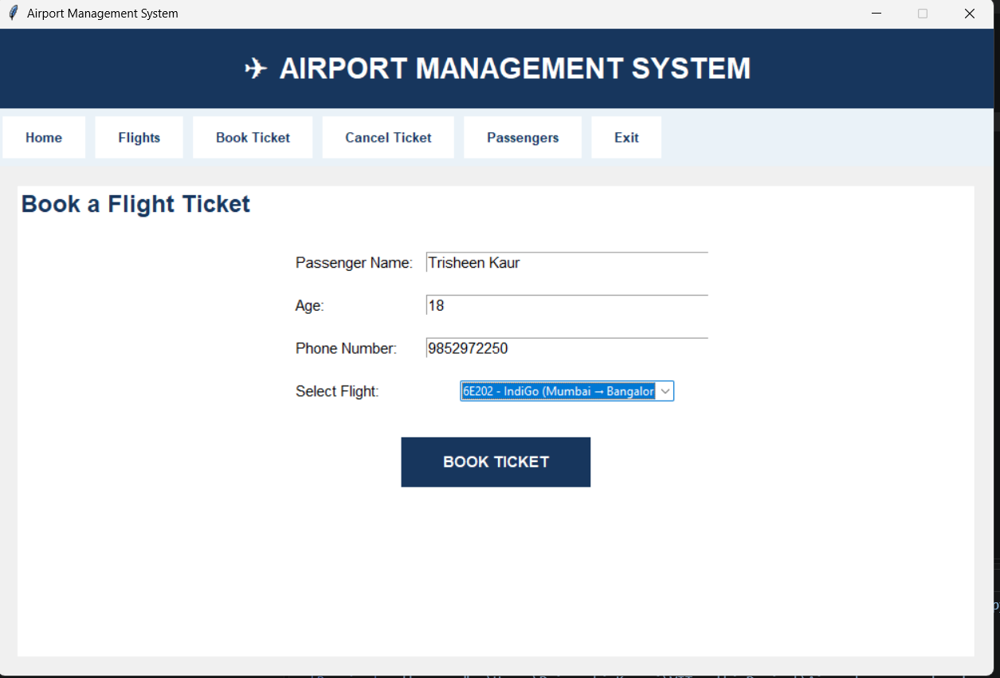 Airport Management System
✈ AIRPORT MANAGEMENT SYSTEM
Home Flights Book Ticket Cancel Ticket Passengers Exit
Book a Flight Ticket
Passenger Name: Trisheen Kaur
Age: 18
Phone Number: 9852972250
Select Flight: 6E202 - IndiGo (Mumbai → Bangalor
BOOK TICKET